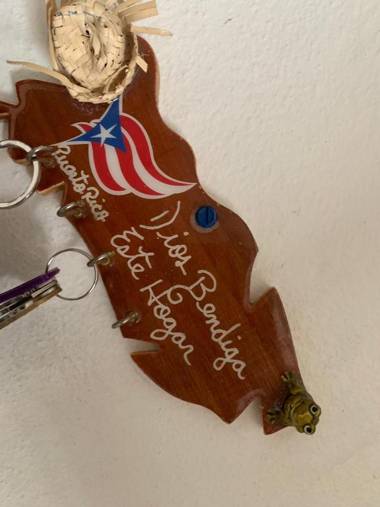 Puerto Rico
Dios Bendiga
Este Hogar